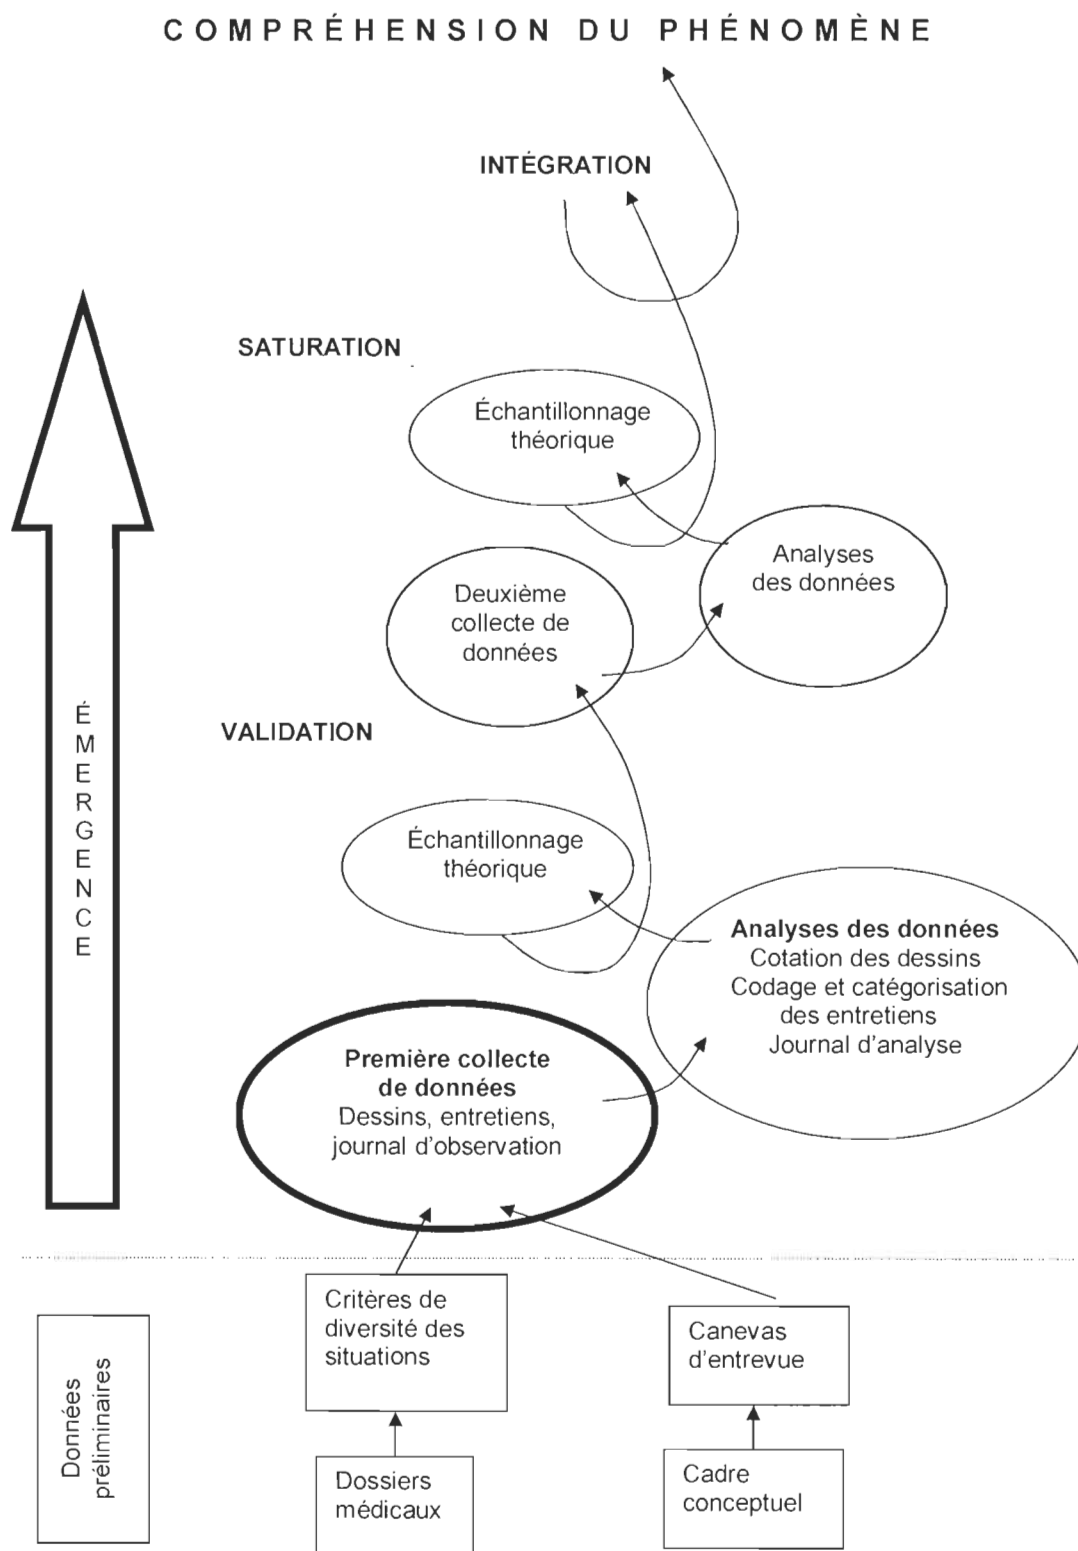 COMPRÉHENSION DU PHÉNOMÈNE
INTÉGRATION
SATURATION
Échantillonnage
théorique
Analyses
des données
Deuxième
collecte de
données
VALIDATION
ÉMERGENCE
Échantillonnage
théorique
Analyses des données
Cotation des dessins
Codage et catégorisation
des entretiens
Journal d'analyse
Première collecte
de données
Dessins, entretiens,
journal d'observation
Critères de
diversité des
situations
Canevas
d'entrevue
Données
préliminaires
Dossiers
médicaux
Cadre
conceptuel